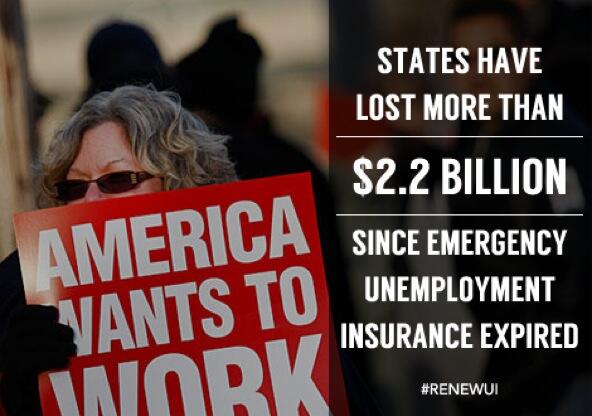 AMERICA
WANTS TO
WORK
STATES HAVE
LOST MORE THAN
$2.2 BILLION
SINCE EMERGENCY
UNEMPLOYMENT
INSURANCE EXPIRED
#RENEWUI